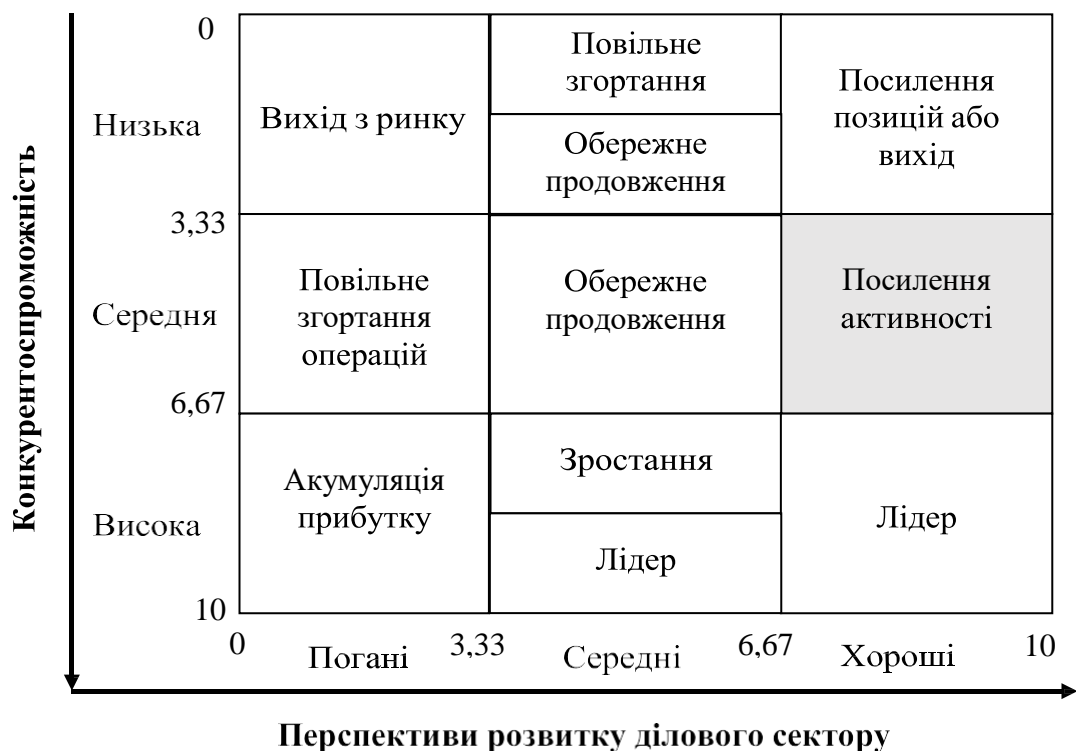 Конкурентоспроможність
0
Низька
3,33
Середня
6,67
Висока
10
Вихід з ринку
Повільне
згортання
Обережне
продовження
Посилення
позицій або
вихід
Повільне
згортання
операцій
Обережне
продовження
Посилення
активності
Акумуляція
прибутку
Зростання
Лідер
Лідер
0
Погані
3,33
Середні
6,67
Хороші
10
Перспективи розвитку ділового сектору